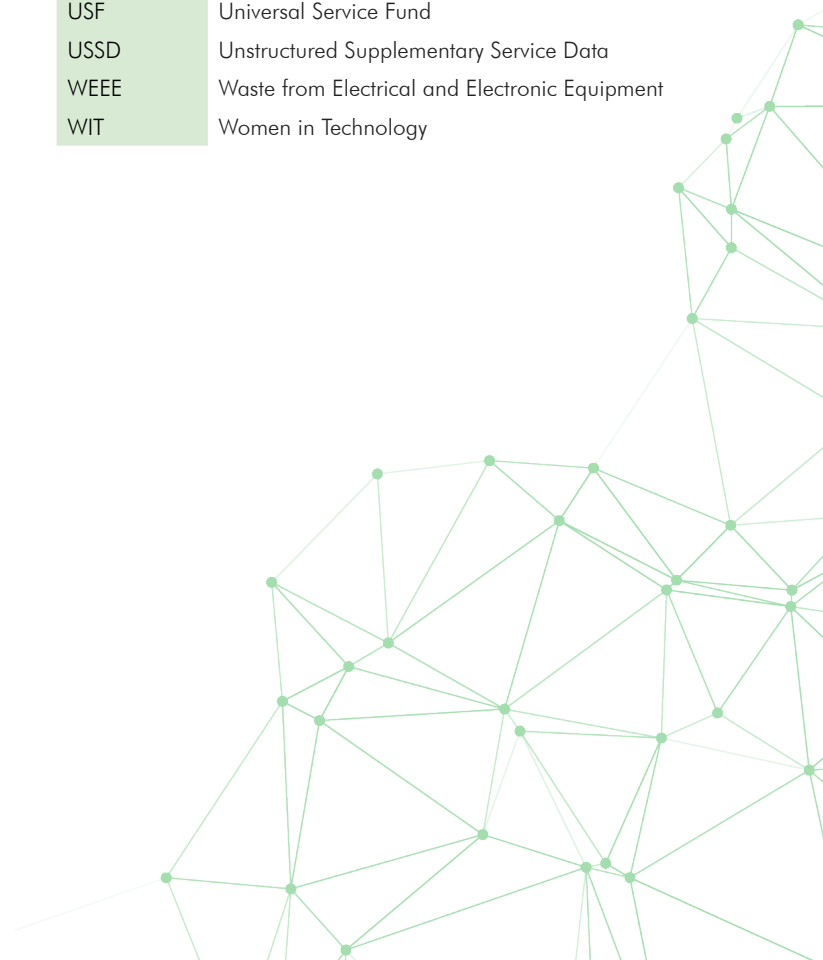 USF Universal Service Fund
USSD Unstructured Supplementary Service Data
WEEE Waste from Electrical and Electronic Equipment
WIT Women in Technology